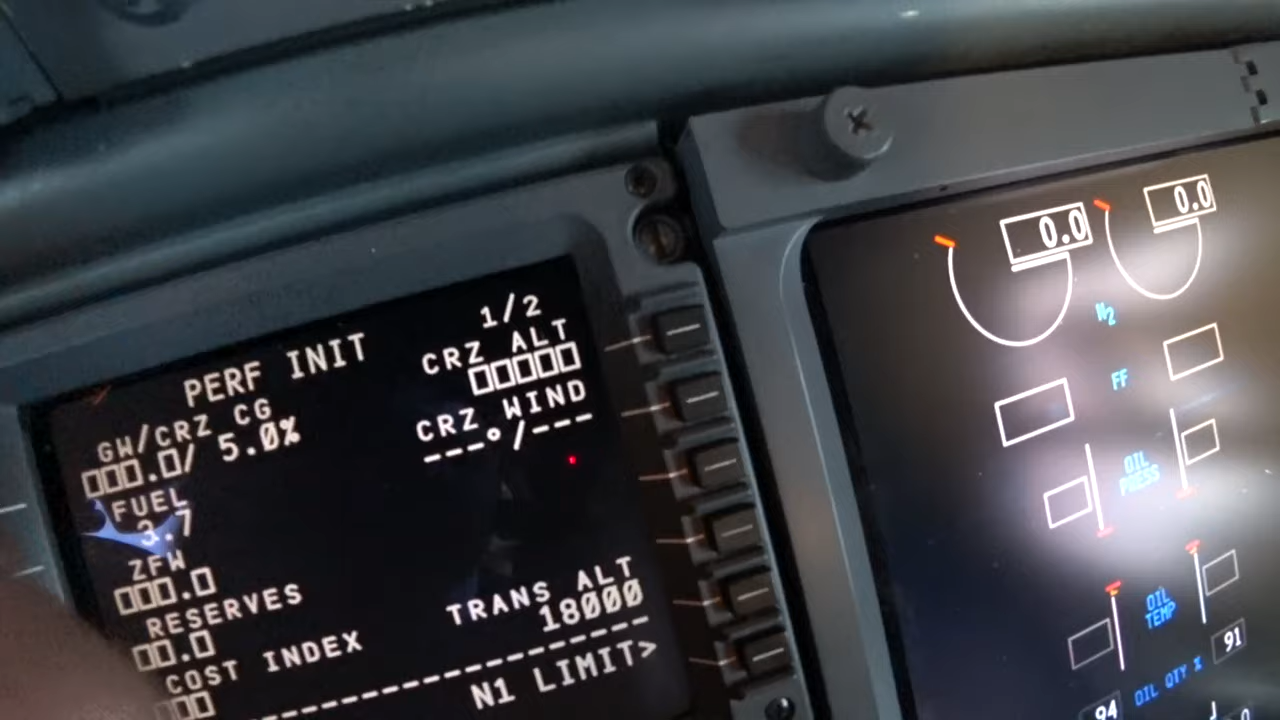 PERF INIT 1/2
GW/CRZ CG CRZ ALT
□□□.□/ 5.0% □□□□□
CRZ WIND
---°/---
FUEL
3.7
ZFW
□□□.□
RESERVES TRANS ALT
□□.□ 18000
COST INDEX
□□□
--------------------
N1 LIMIT>
0.0 0.0
N2
FF
OIL
PRESS
OIL
TEMP
91
OIL QTY %
94